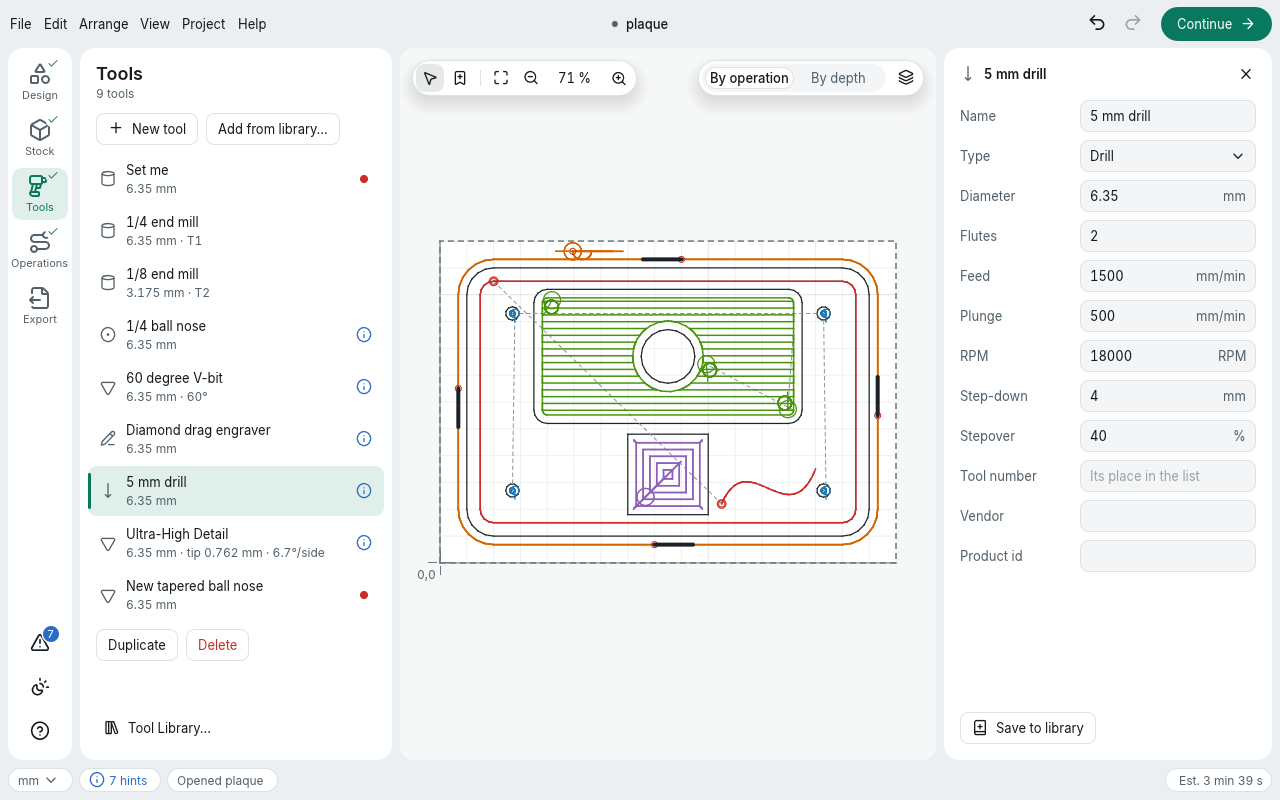 File Edit Arrange View Project Help
plaque
Continue
Design
Stock
Tools
Operations
Export
7
Tools
9 tools
New tool
Add from library...
Set me
6.35 mm
1/4 end mill
6.35 mm · T1
1/8 end mill
3.175 mm · T2
1/4 ball nose
6.35 mm
60 degree V-bit
6.35 mm · 60°
Diamond drag engraver
6.35 mm
5 mm drill
6.35 mm
Ultra-High Detail
6.35 mm · tip 0.762 mm · 6.7°/side
New tapered ball nose
6.35 mm
Duplicate
Delete
Tool Library...
71 %
By operation
By depth
0,0
5 mm drill
Name 5 mm drill
Type Drill
Diameter 6.35 mm
Flutes 2
Feed 1500 mm/min
Plunge 500 mm/min
RPM 18000 RPM
Step-down 4 mm
Stepover 40 %
Tool number Its place in the list
Vendor
Product id
Save to library
mm
7 hints
Opened plaque
Est. 3 min 39 s